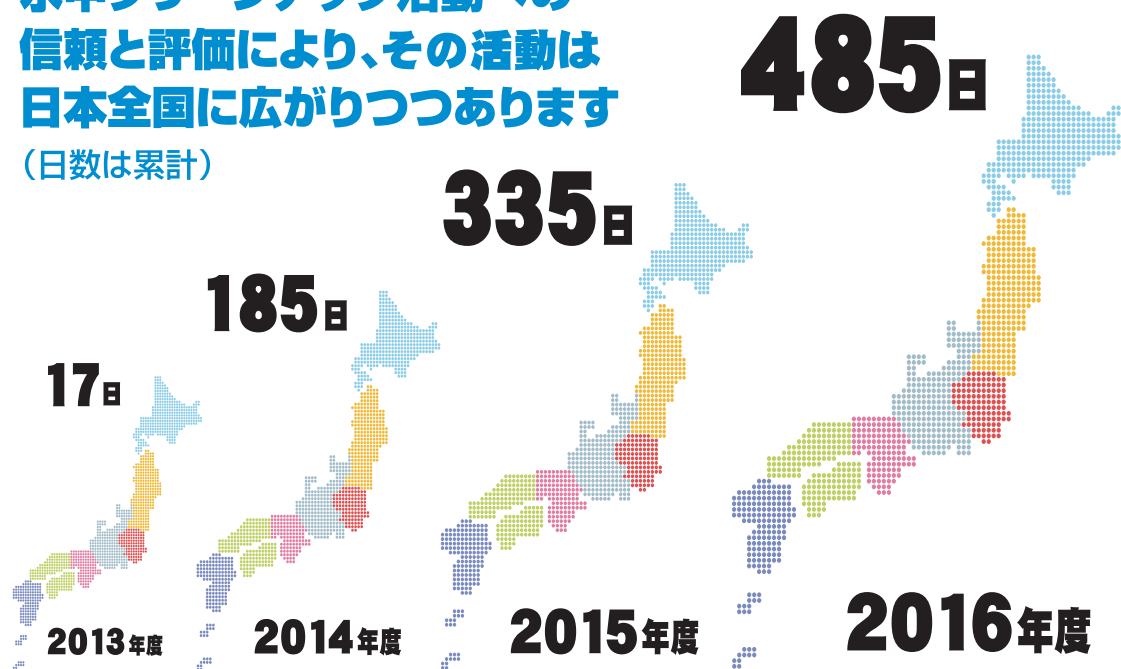 信頼と評価により、その活動は
日本全国に広がりつつあります
（日数は累計）
485日
335日
185日
17日
2013年度
2014年度
2015年度
2016年度